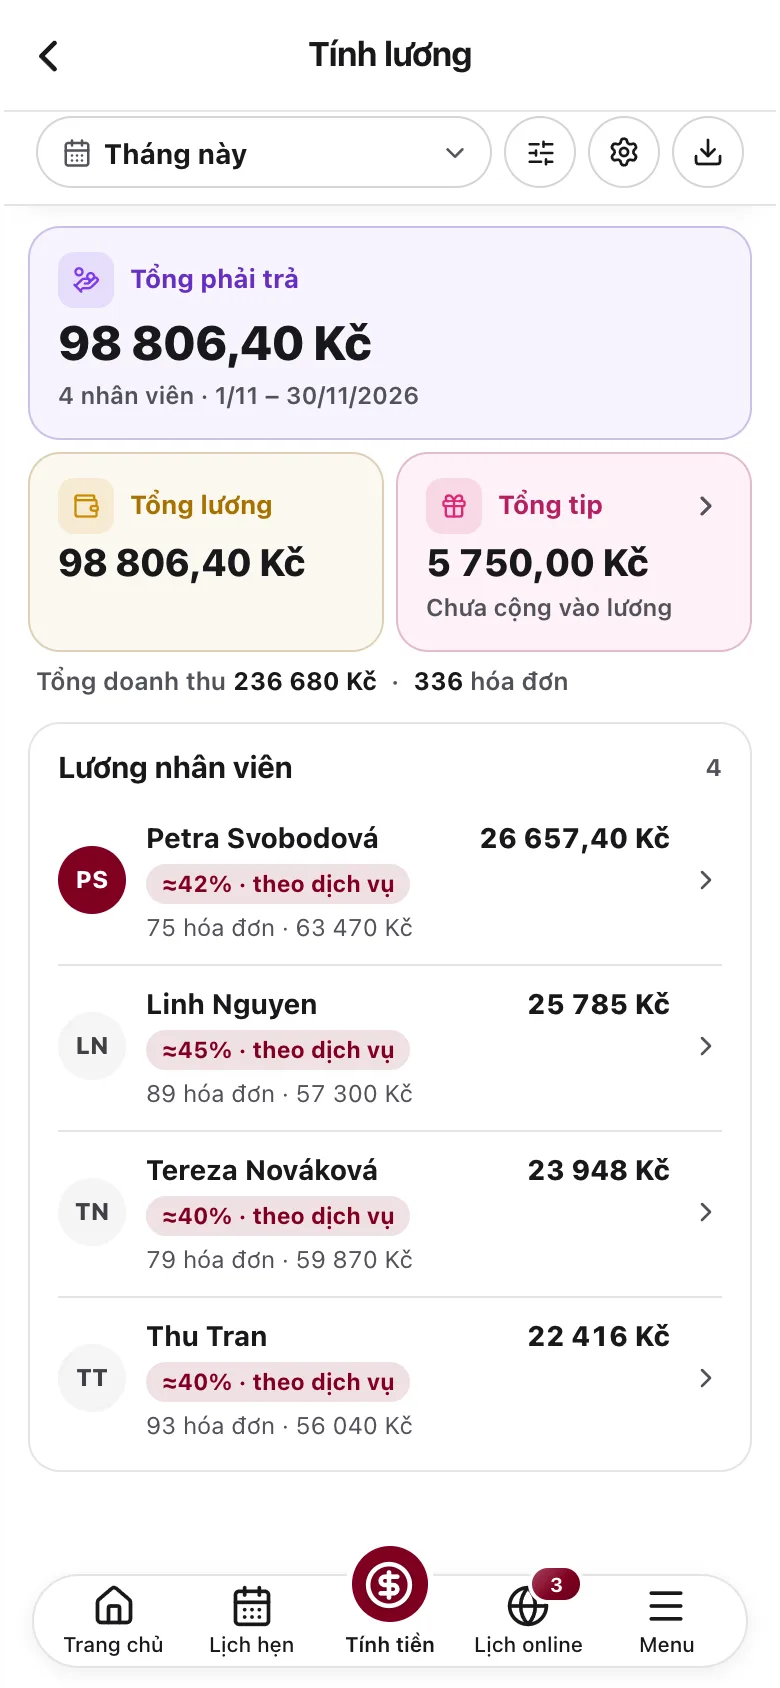 Tính lương
Tháng này
Tổng phải trả
98 806,40 Kč
4 nhân viên · 1/11 – 30/11/2026
Tổng lương
98 806,40 Kč
Tổng tip
5 750,00 Kč
Chưa cộng vào lương
Tổng doanh thu 236 680 Kč · 336 hóa đơn
Lương nhân viên 4
PS
Petra Svobodová 26 657,40 Kč
≈42% · theo dịch vụ
75 hóa đơn · 63 470 Kč
LN
Linh Nguyen 25 785 Kč
≈45% · theo dịch vụ
89 hóa đơn · 57 300 Kč
TN
Tereza Nováková 23 948 Kč
≈40% · theo dịch vụ
79 hóa đơn · 59 870 Kč
TT
Thu Tran 22 416 Kč
≈40% · theo dịch vụ
93 hóa đơn · 56 040 Kč
3
Trang chủ Lịch hẹn Tính tiền Lịch online Menu